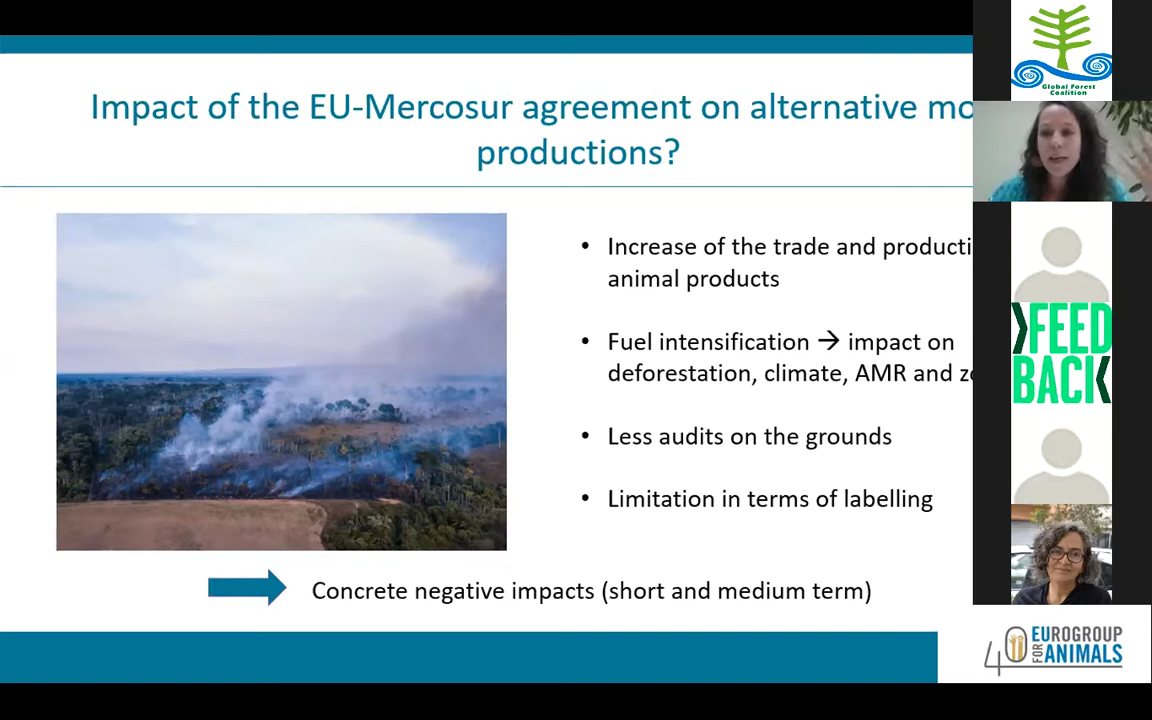 Impact of the EU-Mercosur agreement on alternative
productions?
• Increase of the trade and
animal products
• Fuel intensification → impact on
deforestation, climate, AMR and
• Less audits on the grounds
• Limitation in terms of labelling
Concrete negative impacts (short and medium term)
Global Forest
Coalition
FEED
BACK
40 EUROGROUP
FOR ANIMALS